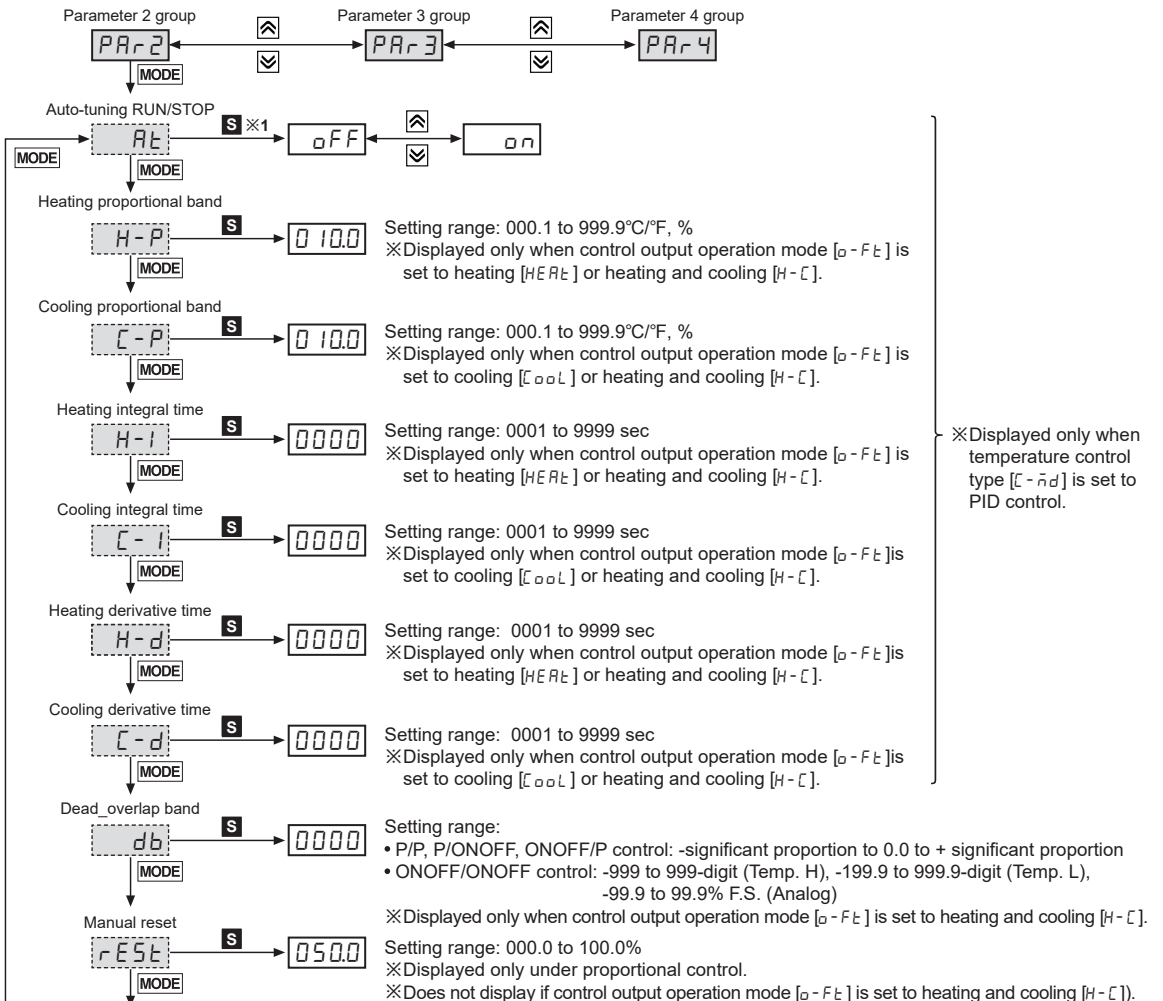 Parameter 2 group
Parameter 3 group
Parameter 4 group
PAr2
PAr3
PAr4
MODE
Auto-tuning RUN/STOP
MODE
At
S ※1
oFF
on
MODE
Heating proportional band
H-P
S
010.0
Setting range: 000.1 to 999.9℃/℉, %
※Displayed only when control output operation mode [o-Ft] is
set to heating [HEAt] or heating and cooling [H-C].
MODE
Cooling proportional band
C-P
S
010.0
Setting range: 000.1 to 999.9℃/℉, %
※Displayed only when control output operation mode [o-Ft] is
set to cooling [CooL] or heating and cooling [H-C].
MODE
Heating integral time
H-I
S
0000
Setting range: 0001 to 9999 sec
※Displayed only when control output operation mode [o-Ft] is
set to heating [HEAt] or heating and cooling [H-C].
MODE
※Displayed only when
temperature control
type [C-md] is set to
PID control.
Cooling integral time
C-I
S
0000
Setting range: 0001 to 9999 sec
※Displayed only when control output operation mode [o-Ft]is
set to cooling [CooL] or heating and cooling [H-C].
MODE
Heating derivative time
H-d
S
0000
Setting range: 0001 to 9999 sec
※Displayed only when control output operation mode [o-Ft]is
set to heating [HEAt] or heating and cooling [H-C].
MODE
Cooling derivative time
C-d
S
0000
Setting range: 0001 to 9999 sec
※Displayed only when control output operation mode [o-Ft]is
set to cooling [CooL] or heating and cooling [H-C].
MODE
Dead_overlap band
db
S
0000
Setting range:
• P/P, P/ONOFF, ONOFF/P control: -significant proportion to 0.0 to + significant proportion
• ONOFF/ONOFF control: -999 to 999-digit (Temp. H), -199.9 to 999.9-digit (Temp. L),
-99.9 to 99.9% F.S. (Analog)
※Displayed only when control output operation mode [o-Ft] is set to heating and cooling [H-C].
MODE
Manual reset
rESt
S
050.0
Setting range: 000.0 to 100.0%
※Displayed only under proportional control.
※Does not display if control output operation mode [o-Ft] is set to heating and cooling [H-C]).
MODE